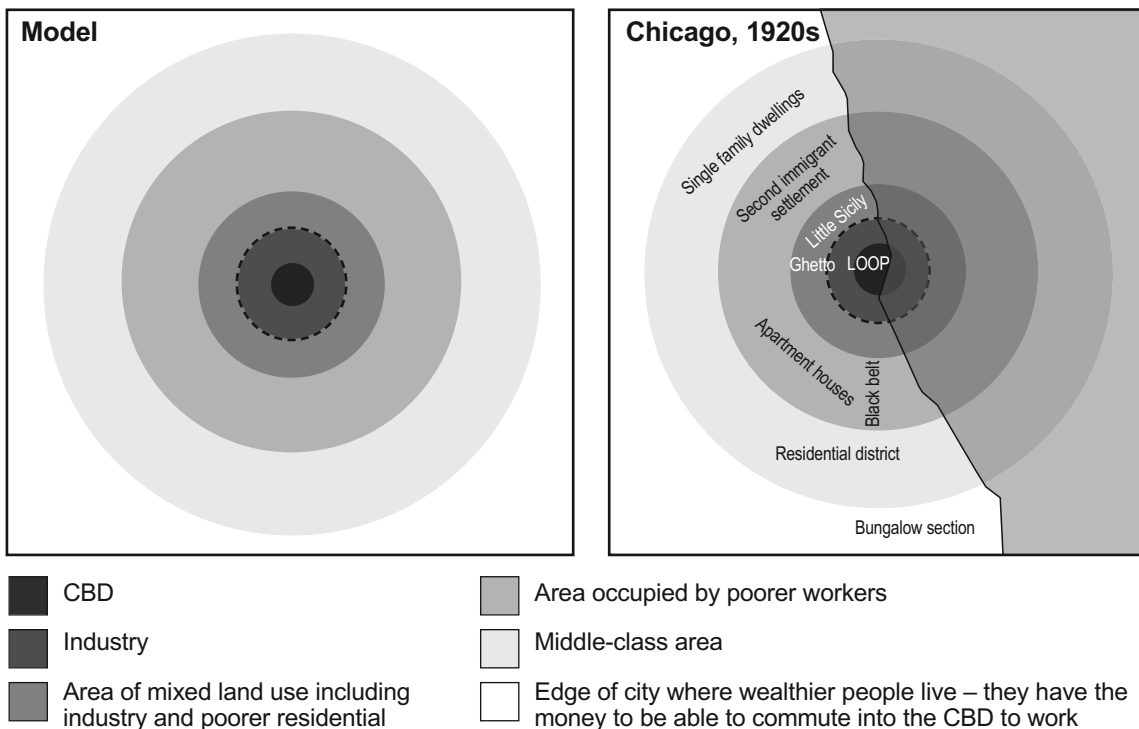 Model
Chicago, 1920s
Single family dwellings
Second immigrant
settlement
Little Sicily
Ghetto
LOOP
Apartment houses
Black belt
Residential district
Bungalow section
CBD
Industry
Area of mixed land use including
industry and poorer residential
Area occupied by poorer workers
Middle-class area
Edge of city where wealthier people live – they have the
money to be able to commute into the CBD to work